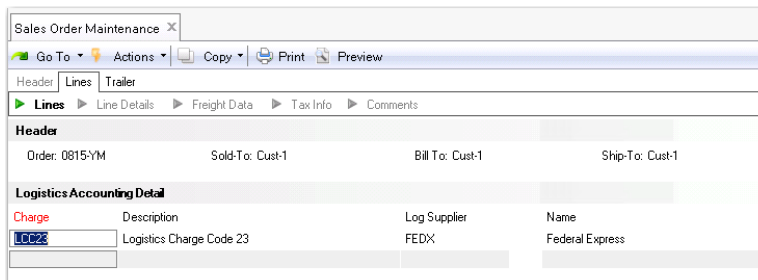 Sales Order Maintenance X
Go To Actions Copy Print Preview
Header Lines Trailer
Lines Line Details Freight Data Tax Info Comments
Header
Order: 0815-YM Sold-To: Cust-1 Bill To: Cust-1 Ship-To: Cust-1
Logistics Accounting Detail
Charge Description Log Supplier Name
LCC23 Logistics Charge Code 23 FEDX Federal Express